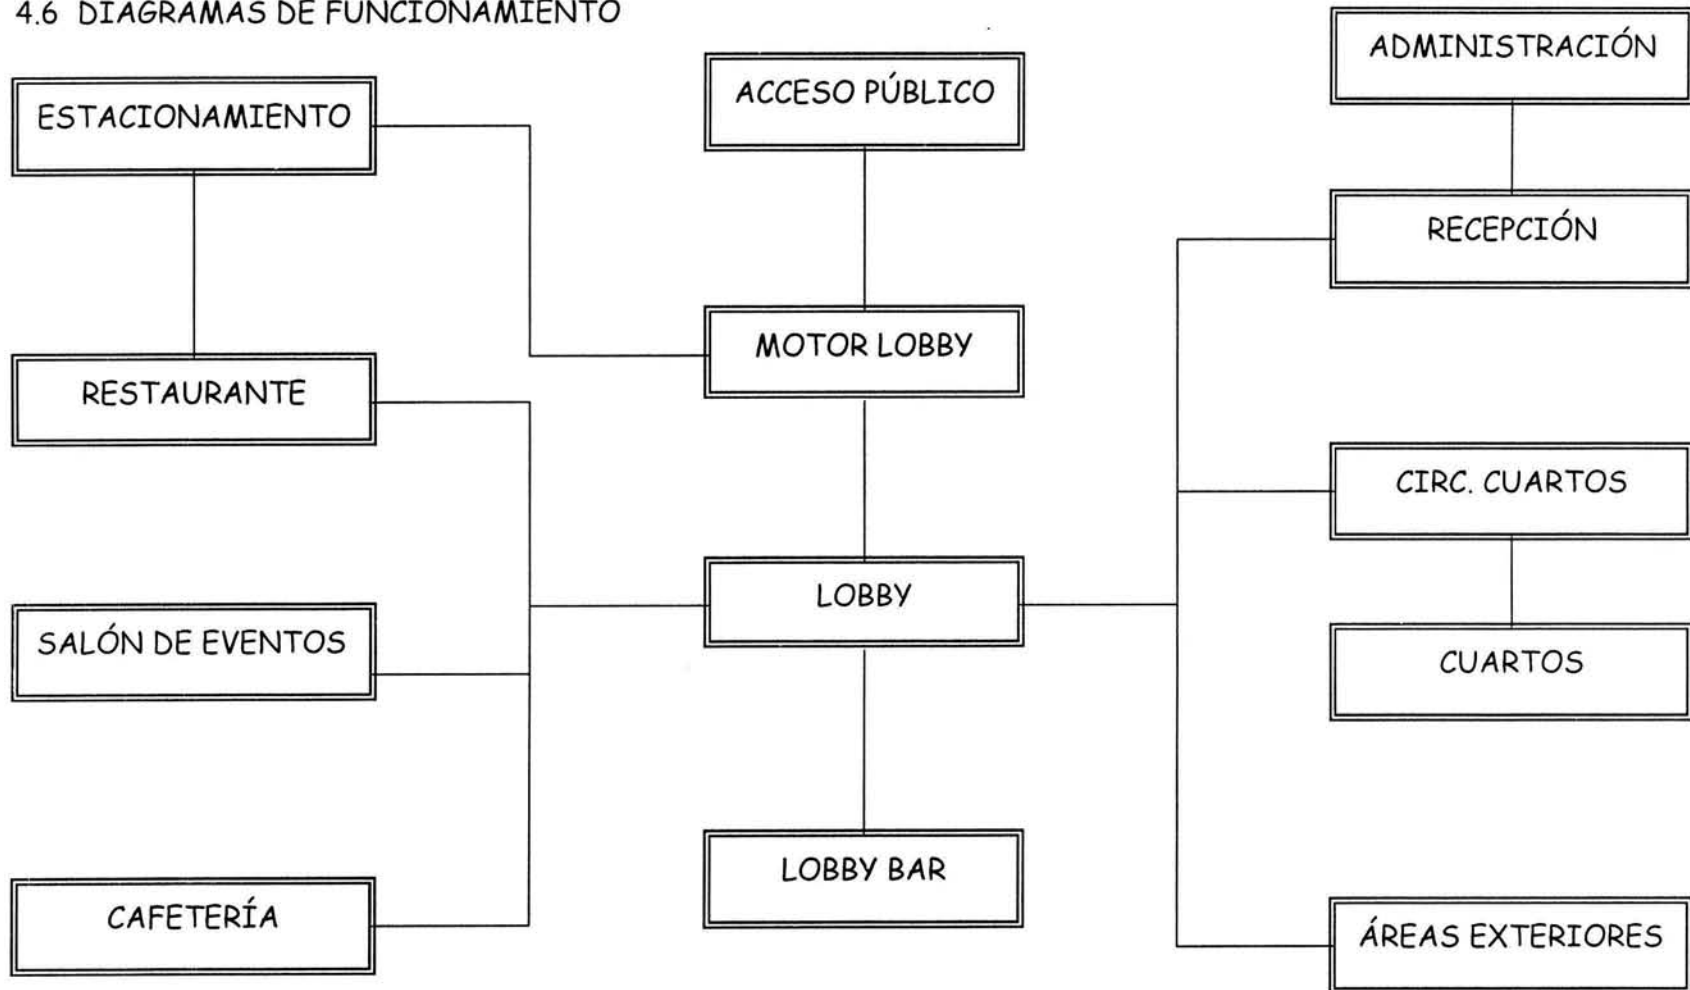 4.6 DIAGRAMAS DE FUNCIONAMIENTO
ESTACIONAMIENTO
RESTAURANTE
SALÓN DE EVENTOS
CAFETERÍA
ACCESO PÚBLICO
MOTOR LOBBY
LOBBY
LOBBY BAR
ADMINISTRACIÓN
RECEPCIÓN
CIRC. CUARTOS
CUARTOS
ÁREAS EXTERIORES